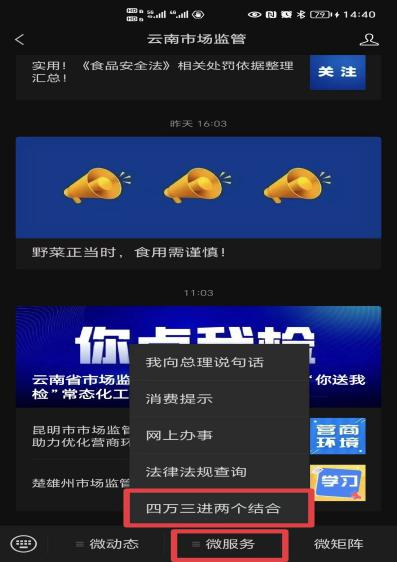 14:40
云南市场监管
实用！《食品安全法》相关处罚依据整理
汇总！
关注
昨天 16:03
野菜正当时，食用需谨慎！
11:03
你点我检
云南省市场监
“你送我
检”常态化工
我向总理说句话
消费提示
昆明市市场监管
助力优化营商环
营商
环境
网上办事
法律法规查询
楚雄州市场监管
学习
四万三进两个结合
微动态
微服务
微矩阵